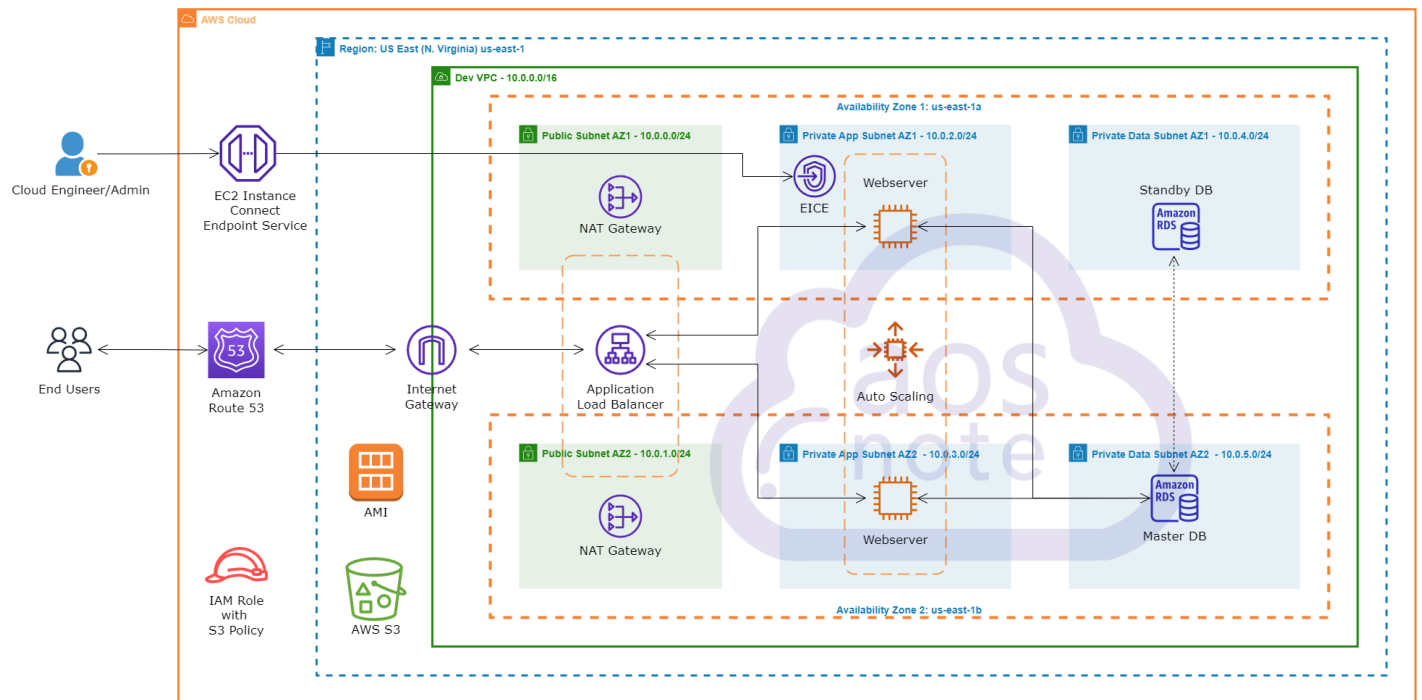 AWS Cloud
Region: US East (N. Virginia) us-east-1
Dev VPC - 10.0.0.0/16
Availability Zone 1: us-east-1a
Public Subnet AZ1 - 10.0.0.0/24
Private App Subnet AZ1 - 10.0.2.0/24
Private Data Subnet AZ1 - 10.0.4.0/24
Cloud Engineer/Admin
EC2 Instance
Connect
Endpoint Service
NAT Gateway
EICE
Webserver
Standby DB
Amazon
RDS
End Users
53
Amazon
Route 53
Internet
Gateway
Application
Load Balancer
Auto Scaling
aos
note
Public Subnet AZ2 - 10.0.1.0/24
Private App Subnet AZ2 - 10.0.3.0/24
Private Data Subnet AZ2 - 10.0.5.0/24
AMI
NAT Gateway
Webserver
Amazon
RDS
Master DB
IAM Role
with
S3 Policy
AWS S3
Availability Zone 2: us-east-1b